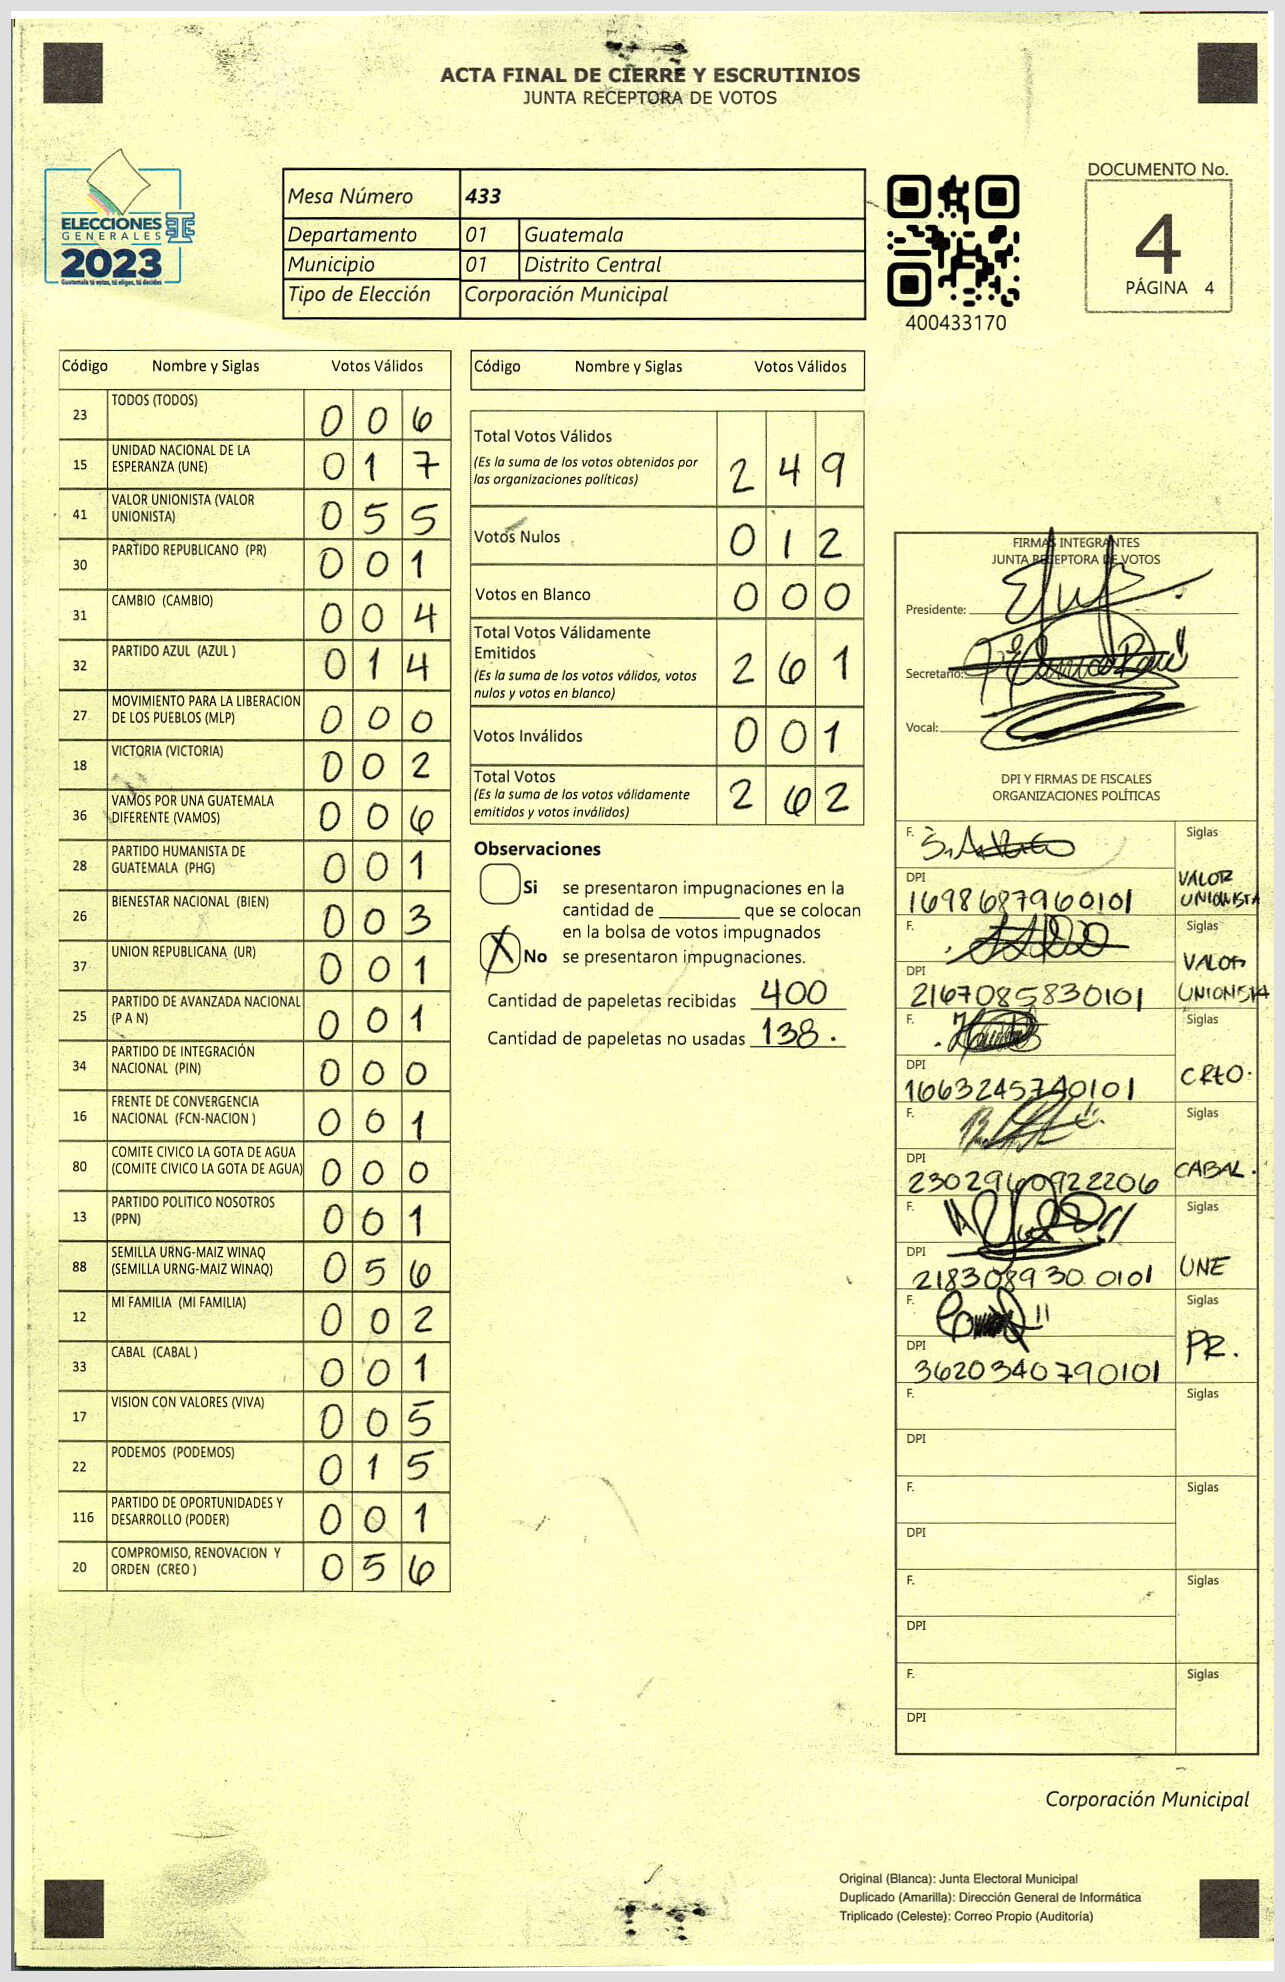 ACTA FINAL DE CIERRE Y ESCRUTINIOS
JUNTA RECEPTORA DE VOTOS
ELECCIONES
GENERALES
2023
Guatemala tú votas, tú eliges, tú decides
Mesa Número 433
Departamento 01 Guatemala
Municipio 01 Distrito Central
Tipo de Elección Corporación Municipal
400433170
DOCUMENTO No.
4
PÁGINA 4
Código Nombre y Siglas Votos Válidos
23 TODOS (TODOS) 0 0 6
15 UNIDAD NACIONAL DE LA ESPERANZA (UNE) 0 1 7
41 VALOR UNIONISTA (VALOR UNIONISTA) 0 5 5
30 PARTIDO REPUBLICANO (PR) 0 0 1
31 CAMBIO (CAMBIO) 0 0 4
32 PARTIDO AZUL (AZUL ) 0 1 4
27 MOVIMIENTO PARA LA LIBERACION DE LOS PUEBLOS (MLP) 0 0 0
18 VICTORIA (VICTORIA) 0 0 2
36 VAMOS POR UNA GUATEMALA DIFERENTE (VAMOS) 0 0 6
28 PARTIDO HUMANISTA DE GUATEMALA (PHG) 0 0 1
26 BIENESTAR NACIONAL (BIEN) 0 0 3
37 UNION REPUBLICANA (UR) 0 0 1
25 PARTIDO DE AVANZADA NACIONAL (P A N) 0 0 1
34 PARTIDO DE INTEGRACIÓN NACIONAL (PIN) 0 0 0
16 FRENTE DE CONVERGENCIA NACIONAL (FCN-NACION ) 0 0 1
80 COMITE CIVICO LA GOTA DE AGUA (COMITE CIVICO LA GOTA DE AGUA) 0 0 0
13 PARTIDO POLITICO NOSOTROS (PPN) 0 0 1
88 SEMILLA URNG-MAIZ WINAQ (SEMILLA URNG-MAIZ WINAQ) 0 5 6
12 MI FAMILIA (MI FAMILIA) 0 0 2
33 CABAL (CABAL ) 0 0 1
17 VISION CON VALORES (VIVA) 0 0 5
22 PODEMOS (PODEMOS) 0 1 5
116 PARTIDO DE OPORTUNIDADES Y DESARROLLO (PODER) 0 0 1
20 COMPROMISO, RENOVACION Y ORDEN (CREO ) 0 5 6
Código Nombre y Siglas Votos Válidos
Total Votos Válidos 2 4 9
(Es la suma de los votos obtenidos por
las organizaciones políticas)
Votos Nulos 0 1 2
Votos en Blanco 0 0 0
Total Votos Válidamente
Emitidos 2 6 1
(Es la suma de los votos válidos, votos
nulos y votos en blanco)
Votos Inválidos 0 0 1
Total Votos 2 6 2
(Es la suma de los votos válidamente
emitidos y votos inválidos)
Observaciones
Si se presentaron impugnaciones en la
cantidad de ________ que se colocan
en la bolsa de votos impugnados
X No se presentaron impugnaciones.
Cantidad de papeletas recibidas 400
Cantidad de papeletas no usadas 138.
FIRMAS INTEGRANTES
JUNTA RECEPTORA DE VOTOS
Presidente:
Secretario:
Vocal:
DPI Y FIRMAS DE FISCALES
ORGANIZACIONES POLÍTICAS
F. Siglas
DPI 1698687960101 VALOR UNIONISTA
F. Siglas
DPI 2167085830101 VALOR UNIONISTA
F. Siglas
DPI 1663245740101 CREO.
F. Siglas
DPI 2302960922206 CABAL.
F. Siglas
DPI 2183089300101 UNE
F. Siglas
DPI 3620340790101 PR.
F. Siglas
DPI
F. Siglas
DPI
F. Siglas
DPI
F. Siglas
DPI
Corporación Municipal
Original (Blanca): Junta Electoral Municipal
Duplicado (Amarilla): Dirección General de Informática
Triplicado (Celeste): Correo Propio (Auditoría)